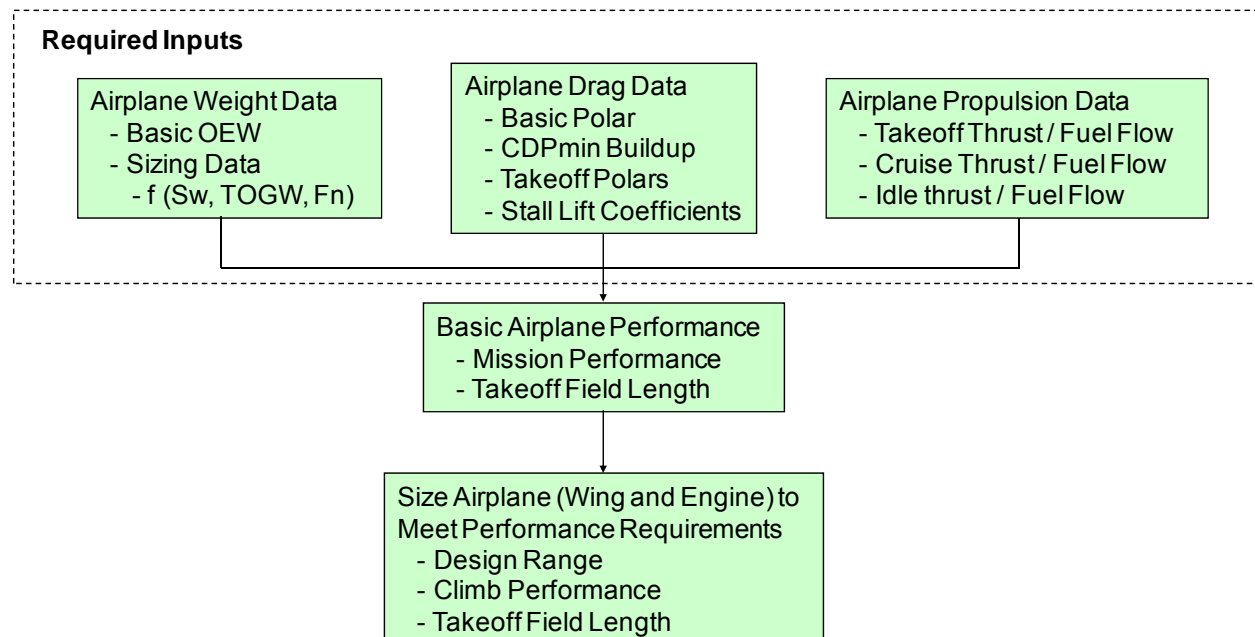 Required Inputs
Airplane Weight Data
- Basic OEW
- Sizing Data
- f (Sw, TOGW, Fn)
Airplane Drag Data
- Basic Polar
- CDPmin Buildup
- Takeoff Polars
- Stall Lift Coefficients
Airplane Propulsion Data
- Takeoff Thrust / Fuel Flow
- Cruise Thrust / Fuel Flow
- Idle thrust / Fuel Flow
Basic Airplane Performance
- Mission Performance
- Takeoff Field Length
Size Airplane (Wing and Engine) to
Meet Performance Requirements
- Design Range
- Climb Performance
- Takeoff Field Length